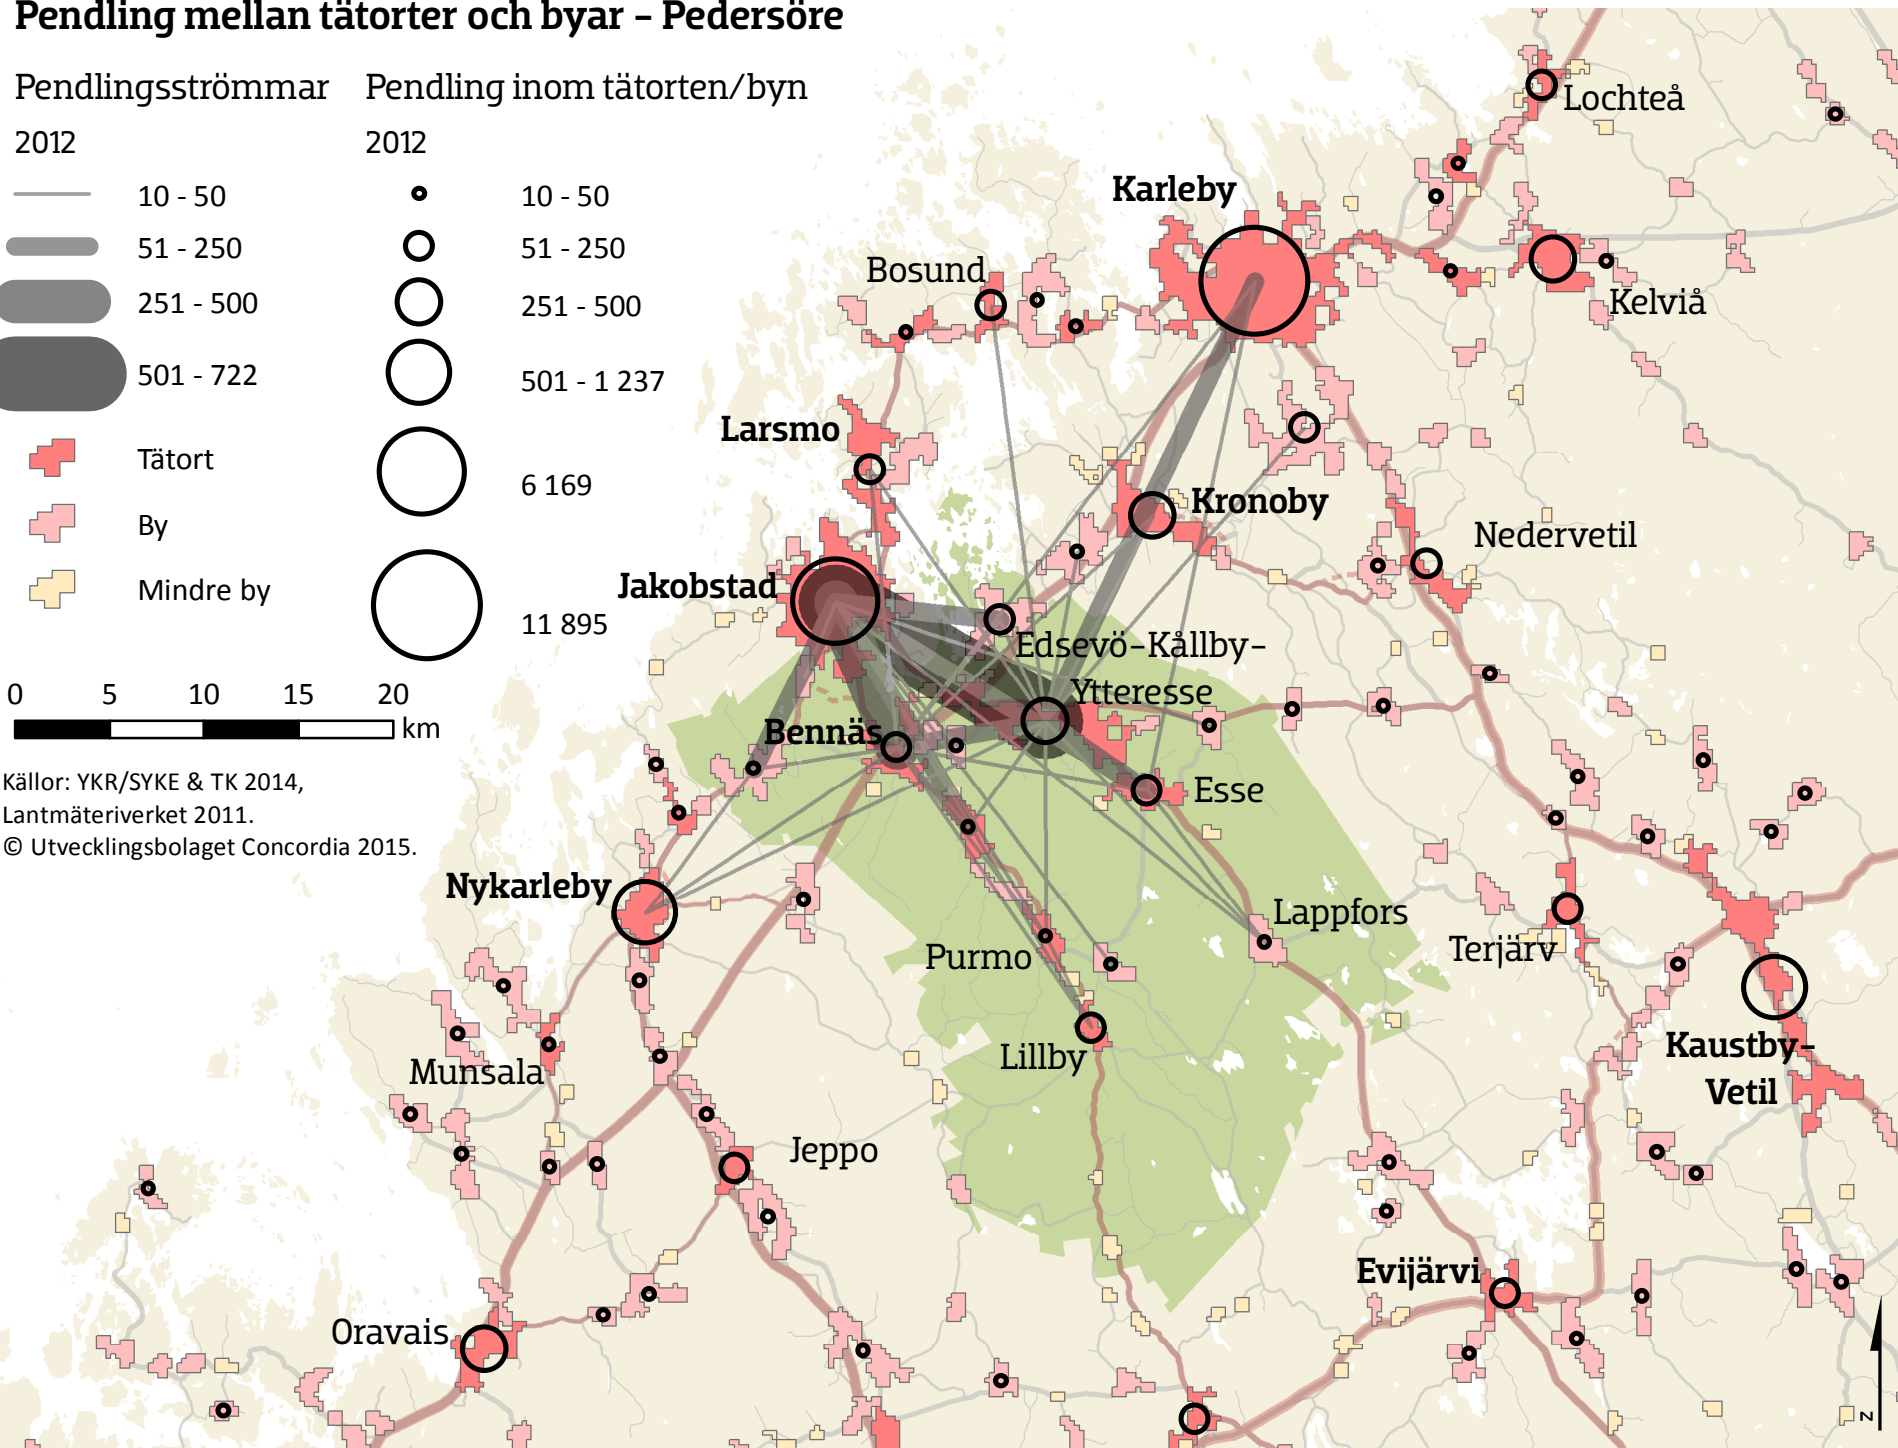 Pendling mellan tätorter och byar – Pedersöre
Pendlingsströmmar
2012
10 - 50
51 - 250
251 - 500
501 - 722
Tätort
By
Mindre by
Pendling inom tätorten/byn
2012
10 - 50
51 - 250
251 - 500
501 - 1 237
6 169
11 895
0 5 10 15 20
km
Källor: YKR/SYKE & TK 2014,
Lantmäteriverket 2011.
© Utvecklingsbolaget Concordia 2015.
Lochteå
Karleby
Bosund
Kelviå
Larsmo
Kronoby
Nedervetil
Jakobstad
Edsevö-Kållby-
Ytteresse
Bennäs
Esse
Nykarleby
Lappfors
Purmo
Terjärv
Lillby
Kaustby-
Vetil
Munsala
Jeppo
Evijärvi
Oravais
N